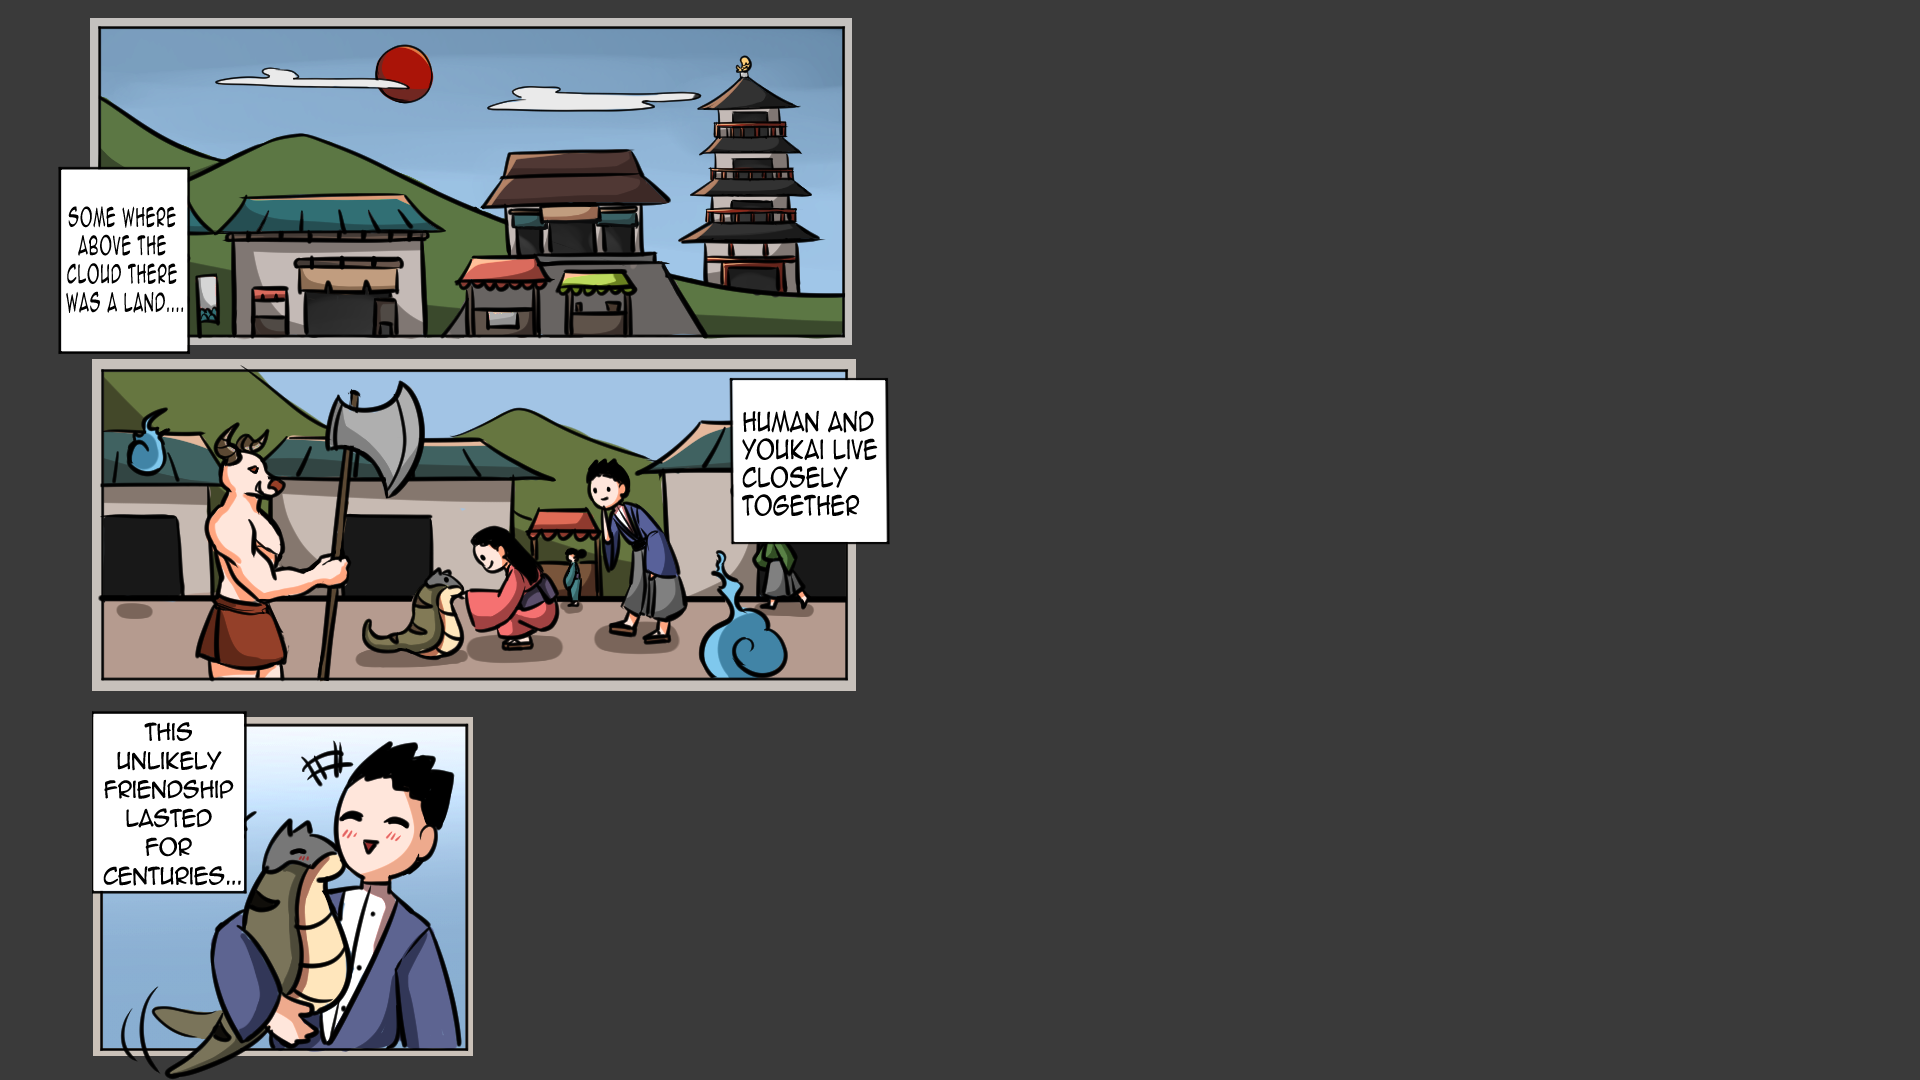 SOME WHERE
ABOVE THE
CLOUD THERE
WAS A LAND....
HUMAN AND
YOUKAI LIVE
CLOSELY
TOGETHER
THIS
UNLIKELY
FRIENDSHIP
LASTED
FOR
CENTURIES...